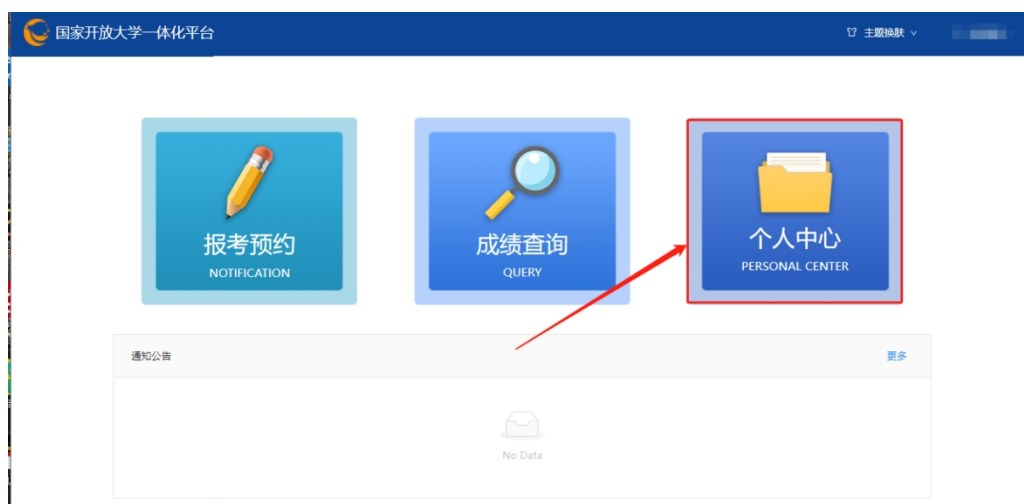 国家开放大学一体化平台
主题换肤
报考预约
NOTIFICATION
成绩查询
QUERY
个人中心
PERSONAL CENTER
通知公告
更多
No Data